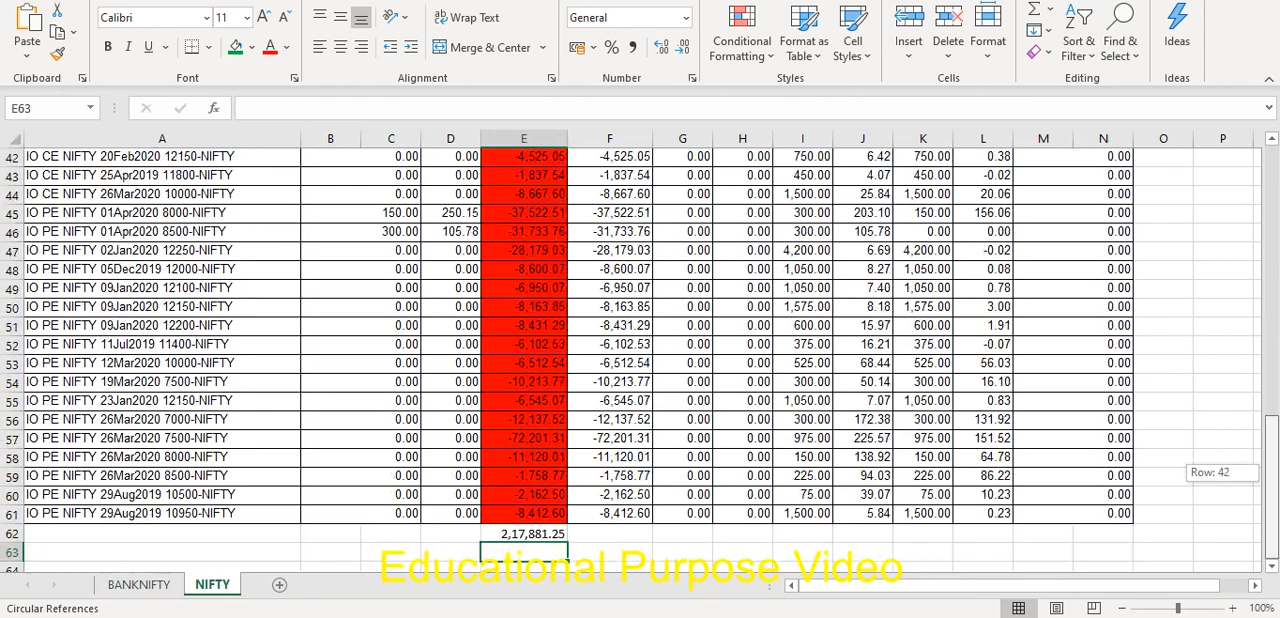 Calibri 11 Wrap Text General
Paste Merge & Center Conditional Formatting Format as Table Cell Styles Insert Delete Format Sort & Filter Find & Select Ideas
Clipboard Font Alignment Number Styles Cells Editing Ideas
E63 fx
A B C D E F G H I J K L M N O P
42 IO CE NIFTY 20Feb2020 12150-NIFTY 0.00 0.00 -4,525.05 -4,525.05 0.00 0.00 750.00 6.42 750.00 0.38 0.00
43 IO CE NIFTY 25Apr2019 11800-NIFTY 0.00 0.00 -1,837.54 -1,837.54 0.00 0.00 450.00 4.07 450.00 -0.02 0.00
44 IO CE NIFTY 26Mar2020 10000-NIFTY 0.00 0.00 -8,667.60 -8,667.60 0.00 0.00 1,500.00 25.84 1,500.00 20.06 0.00
45 IO PE NIFTY 01Apr2020 8000-NIFTY 150.00 250.15 -37,522.51 -37,522.51 0.00 0.00 300.00 203.10 150.00 156.06 0.00
46 IO PE NIFTY 01Apr2020 8500-NIFTY 300.00 105.78 -31,733.76 -31,733.76 0.00 0.00 300.00 105.78 0.00 0.00 0.00
47 IO PE NIFTY 02Jan2020 12250-NIFTY 0.00 0.00 -28,179.03 -28,179.03 0.00 0.00 4,200.00 6.69 4,200.00 -0.02 0.00
48 IO PE NIFTY 05Dec2019 12000-NIFTY 0.00 0.00 -8,600.07 -8,600.07 0.00 0.00 1,050.00 8.27 1,050.00 0.08 0.00
49 IO PE NIFTY 09Jan2020 12100-NIFTY 0.00 0.00 -6,950.07 -6,950.07 0.00 0.00 1,050.00 7.40 1,050.00 0.78 0.00
50 IO PE NIFTY 09Jan2020 12150-NIFTY 0.00 0.00 -8,163.85 -8,163.85 0.00 0.00 1,575.00 8.18 1,575.00 3.00 0.00
51 IO PE NIFTY 09Jan2020 12200-NIFTY 0.00 0.00 -8,431.29 -8,431.29 0.00 0.00 600.00 15.97 600.00 1.91 0.00
52 IO PE NIFTY 11Jul2019 11400-NIFTY 0.00 0.00 -6,102.53 -6,102.53 0.00 0.00 375.00 16.21 375.00 -0.07 0.00
53 IO PE NIFTY 12Mar2020 10000-NIFTY 0.00 0.00 -6,512.54 -6,512.54 0.00 0.00 525.00 68.44 525.00 56.03 0.00
54 IO PE NIFTY 19Mar2020 7500-NIFTY 0.00 0.00 -10,213.77 -10,213.77 0.00 0.00 300.00 50.14 300.00 16.10 0.00
55 IO PE NIFTY 23Jan2020 12150-NIFTY 0.00 0.00 -6,545.07 -6,545.07 0.00 0.00 1,050.00 7.07 1,050.00 0.83 0.00
56 IO PE NIFTY 26Mar2020 7000-NIFTY 0.00 0.00 -12,137.52 -12,137.52 0.00 0.00 300.00 172.38 300.00 131.92 0.00
57 IO PE NIFTY 26Mar2020 7500-NIFTY 0.00 0.00 -72,201.31 -72,201.31 0.00 0.00 975.00 225.57 975.00 151.52 0.00
58 IO PE NIFTY 26Mar2020 8000-NIFTY 0.00 0.00 -11,120.01 -11,120.01 0.00 0.00 150.00 138.92 150.00 64.78 0.00
59 IO PE NIFTY 26Mar2020 8500-NIFTY 0.00 0.00 -1,758.77 -1,758.77 0.00 0.00 225.00 94.03 225.00 86.22 0.00
Row: 42
60 IO PE NIFTY 29Aug2019 10500-NIFTY 0.00 0.00 -2,162.50 -2,162.50 0.00 0.00 75.00 39.07 75.00 10.23 0.00
61 IO PE NIFTY 29Aug2019 10950-NIFTY 0.00 0.00 -8,412.60 -8,412.60 0.00 0.00 1,500.00 5.84 1,500.00 0.23 0.00
62 2,17,881.25
63
64
Educational Purpose Video
BANKNIFTY NIFTY
Circular References 100%